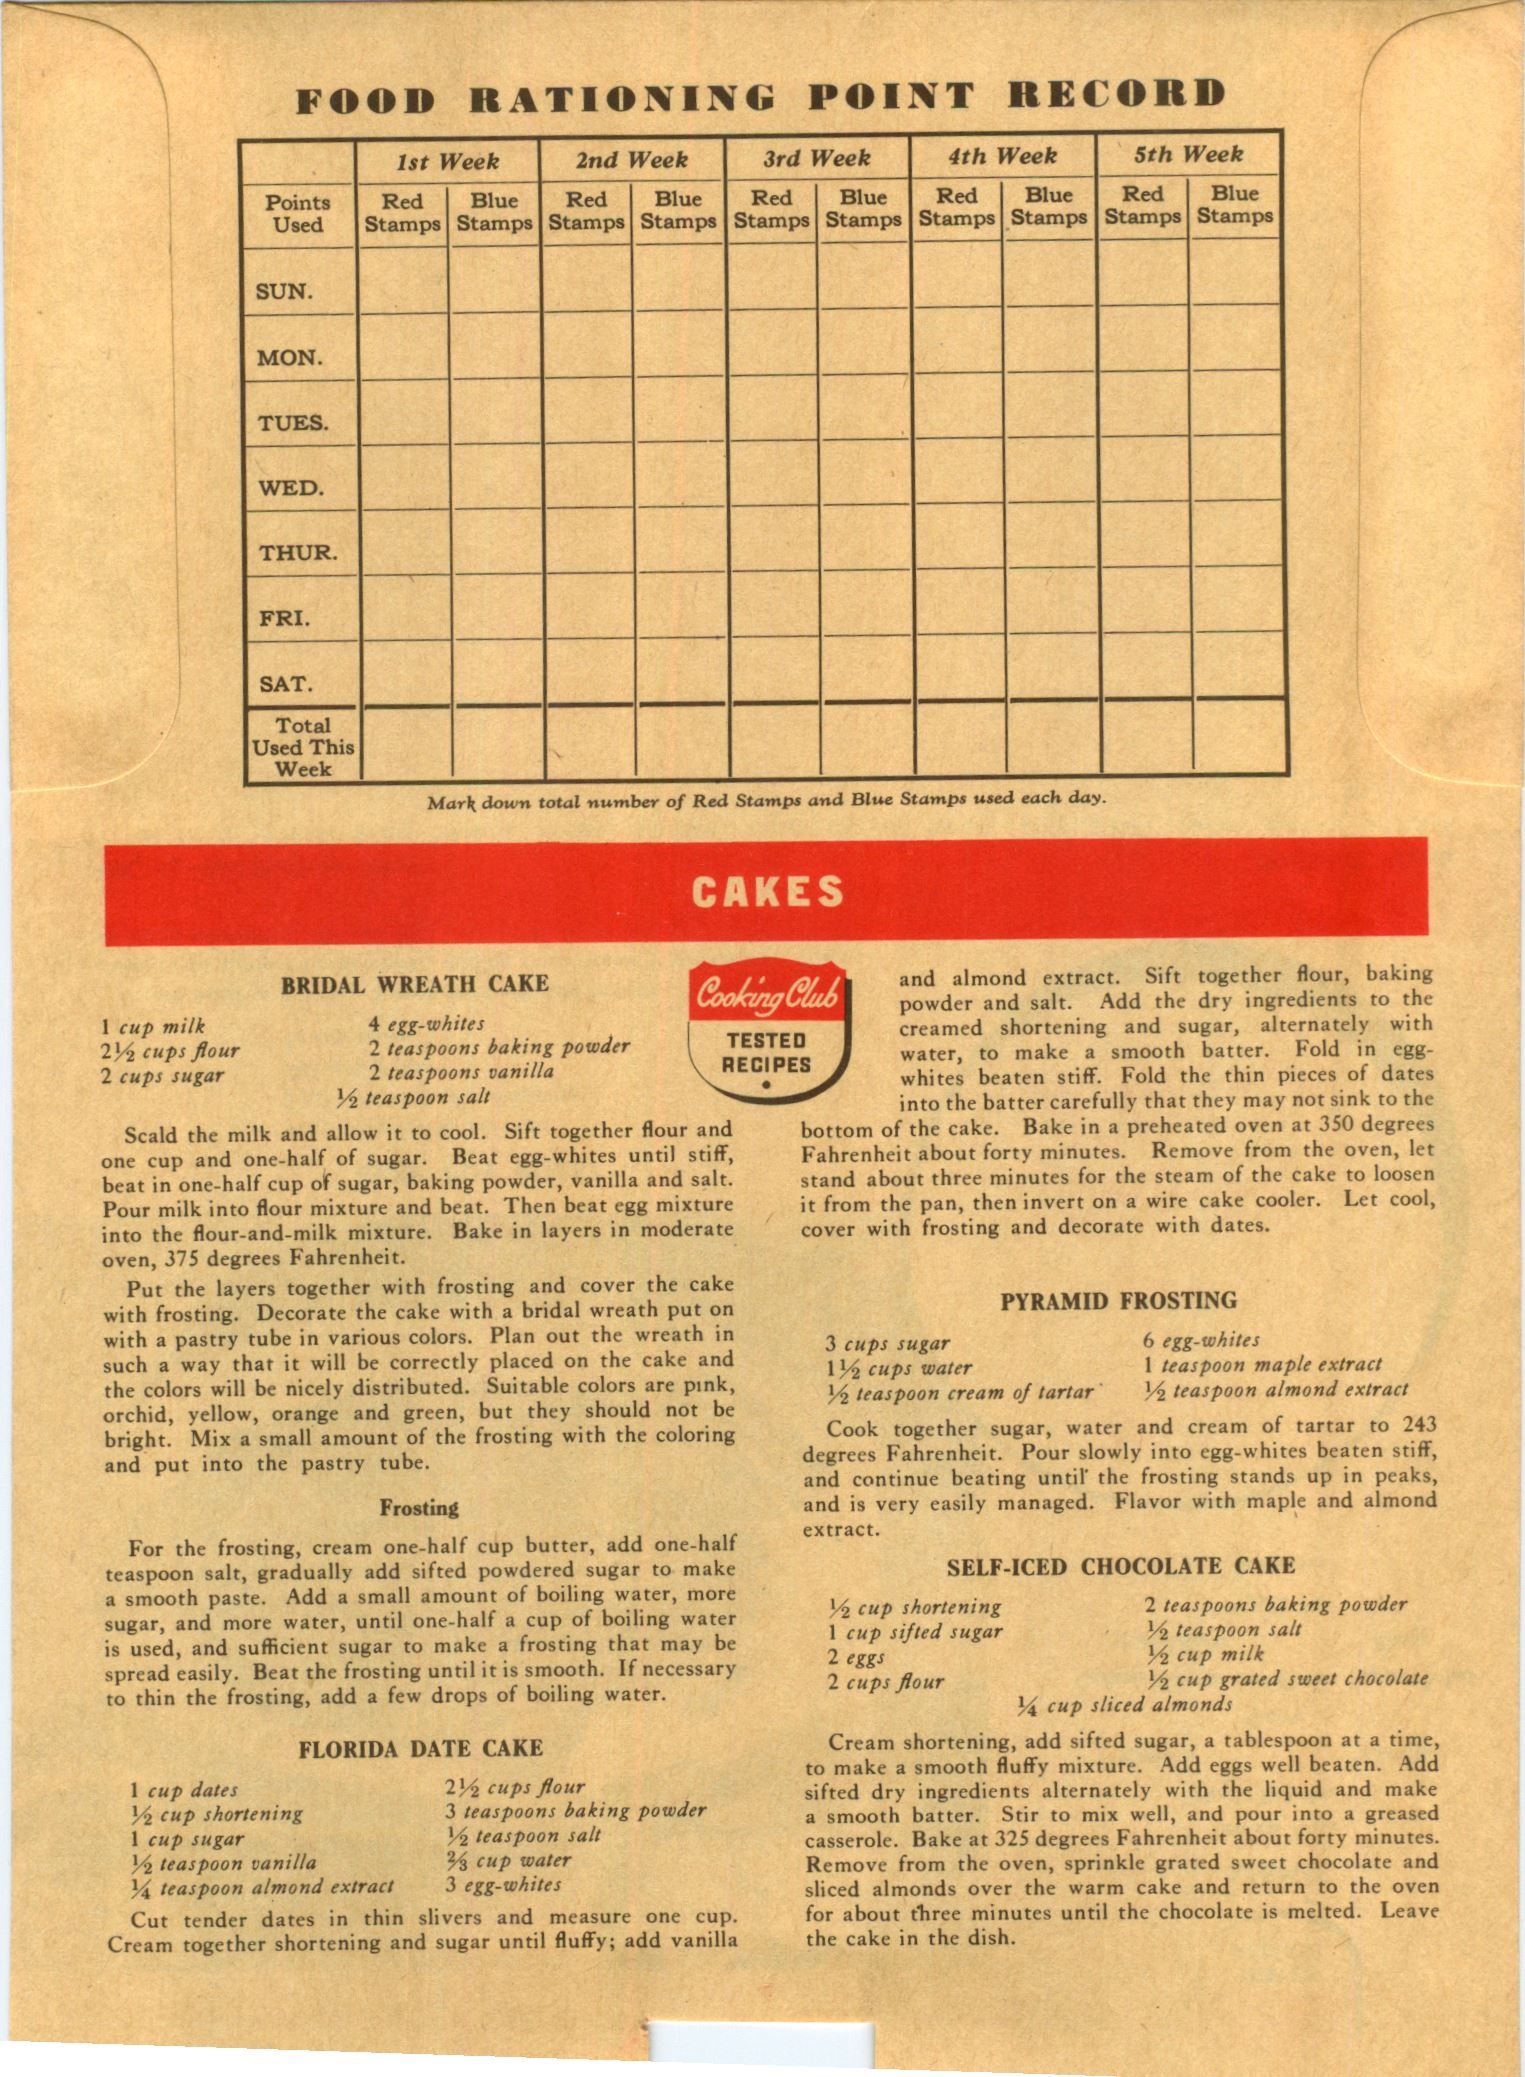 FOOD RATIONING POINT RECORD
1st Week 2nd Week 3rd Week 4th Week 5th Week
Points Used Red Stamps Blue Stamps Red Stamps Blue Stamps Red Stamps Blue Stamps Red Stamps Blue Stamps Red Stamps Blue Stamps
SUN.
MON.
TUES.
WED.
THUR.
FRI.
SAT.
Total
Used This
Week
Mark down total number of Red Stamps and Blue Stamps used each day.
CAKES
Cooking Club
TESTED
RECIPES
BRIDAL WREATH CAKE
1 cup milk 4 egg-whites
2½ cups flour 2 teaspoons baking powder
2 cups sugar 2 teaspoons vanilla
½ teaspoon salt
Scald the milk and allow it to cool. Sift together flour and
one cup and one-half of sugar. Beat egg-whites until stiff,
beat in one-half cup of sugar, baking powder, vanilla and salt.
Pour milk into flour mixture and beat. Then beat egg mixture
into the flour-and-milk mixture. Bake in layers in moderate
oven, 375 degrees Fahrenheit.
Put the layers together with frosting and cover the cake
with frosting. Decorate the cake with a bridal wreath put on
with a pastry tube in various colors. Plan out the wreath in
such a way that it will be correctly placed on the cake and
the colors will be nicely distributed. Suitable colors are pink,
orchid, yellow, orange and green, but they should not be
bright. Mix a small amount of the frosting with the coloring
and put into the pastry tube.
Frosting
For the frosting, cream one-half cup butter, add one-half
teaspoon salt, gradually add sifted powdered sugar to make
a smooth paste. Add a small amount of boiling water, more
sugar, and more water, until one-half a cup of boiling water
is used, and sufficient sugar to make a frosting that may be
spread easily. Beat the frosting until it is smooth. If necessary
to thin the frosting, add a few drops of boiling water.
FLORIDA DATE CAKE
1 cup dates 2½ cups flour
½ cup shortening 3 teaspoons baking powder
1 cup sugar ½ teaspoon salt
½ teaspoon vanilla ⅔ cup water
¼ teaspoon almond extract 3 egg-whites
Cut tender dates in thin slivers and measure one cup.
Cream together shortening and sugar until fluffy; add vanilla
and almond extract. Sift together flour, baking
powder and salt. Add the dry ingredients to the
creamed shortening and sugar, alternately with
water, to make a smooth batter. Fold in egg-
whites beaten stiff. Fold the thin pieces of dates
into the batter carefully that they may not sink to the
bottom of the cake. Bake in a preheated oven at 350 degrees
Fahrenheit about forty minutes. Remove from the oven, let
stand about three minutes for the steam of the cake to loosen
it from the pan, then invert on a wire cake cooler. Let cool,
cover with frosting and decorate with dates.
PYRAMID FROSTING
3 cups sugar 6 egg-whites
1½ cups water 1 teaspoon maple extract
½ teaspoon cream of tartar ½ teaspoon almond extract
Cook together sugar, water and cream of tartar to 243
degrees Fahrenheit. Pour slowly into egg-whites beaten stiff,
and continue beating until the frosting stands up in peaks,
and is very easily managed. Flavor with maple and almond
extract.
SELF-ICED CHOCOLATE CAKE
½ cup shortening 2 teaspoons baking powder
1 cup sifted sugar ½ teaspoon salt
2 eggs ½ cup milk
2 cups flour ½ cup grated sweet chocolate
¼ cup sliced almonds
Cream shortening, add sifted sugar, a tablespoon at a time,
to make a smooth fluffy mixture. Add eggs well beaten. Add
sifted dry ingredients alternately with the liquid and make
a smooth batter. Stir to mix well, and pour into a greased
casserole. Bake at 325 degrees Fahrenheit about forty minutes.
Remove from the oven, sprinkle grated sweet chocolate and
sliced almonds over the warm cake and return to the oven
for about three minutes until the chocolate is melted. Leave
the cake in the dish.